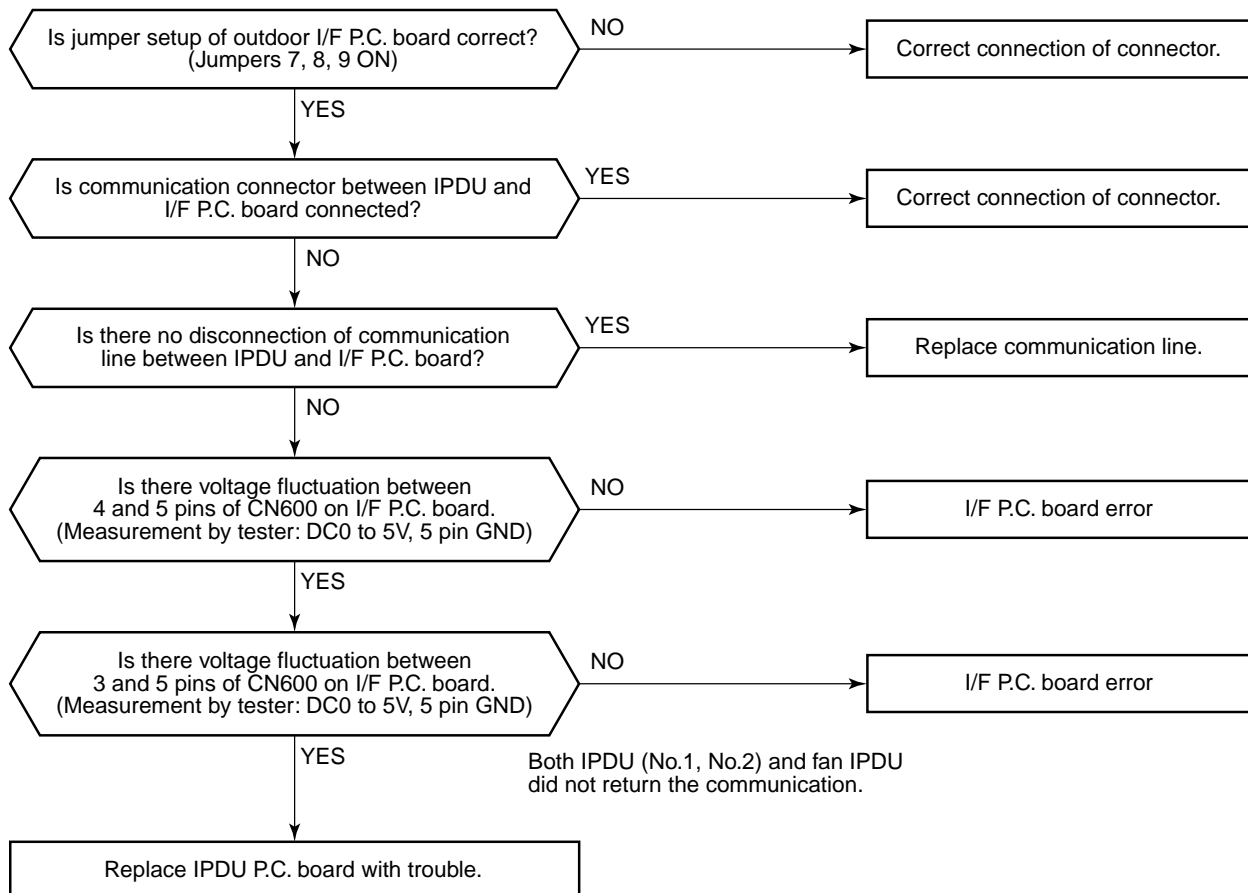 Is jumper setup of outdoor I/F P.C. board correct?
(Jumpers 7, 8, 9 ON)
NO
Correct connection of connector.
YES
Is communication connector between IPDU and
I/F P.C. board connected?
YES
Correct connection of connector.
NO
Is there no disconnection of communication
line between IPDU and I/F P.C. board?
YES
Replace communication line.
NO
Is there voltage fluctuation between
4 and 5 pins of CN600 on I/F P.C. board.
(Measurement by tester: DC0 to 5V, 5 pin GND)
NO
I/F P.C. board error
YES
Is there voltage fluctuation between
3 and 5 pins of CN600 on I/F P.C. board.
(Measurement by tester: DC0 to 5V, 5 pin GND)
NO
I/F P.C. board error
YES
Both IPDU (No.1, No.2) and fan IPDU
did not return the communication.
Replace IPDU P.C. board with trouble.